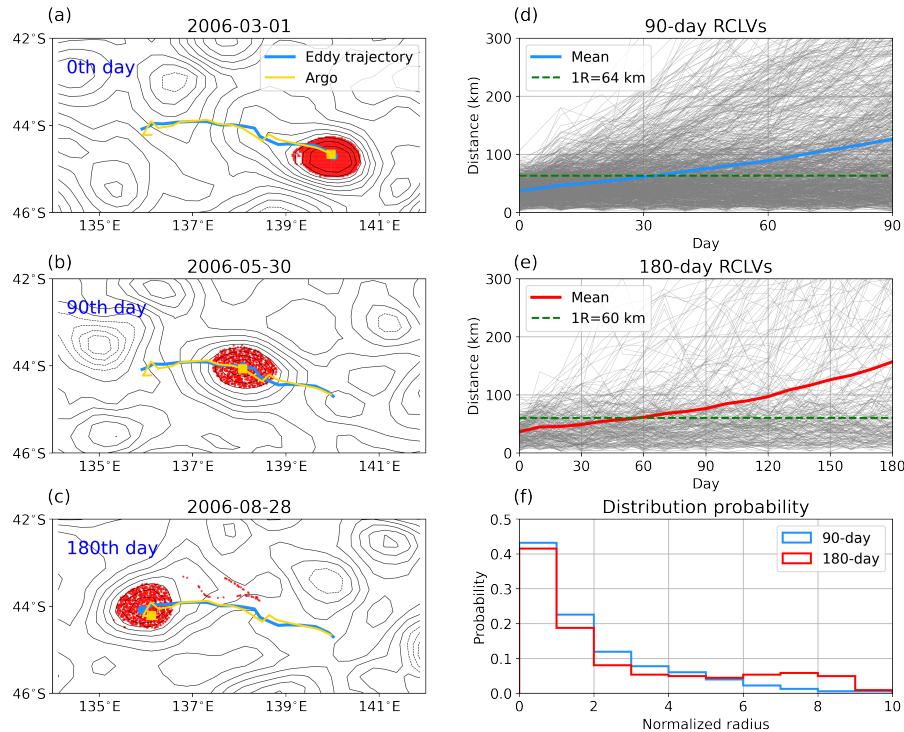 (a)
2006-03-01
42°S
44°S
46°S
0th day
Eddy trajectory
Argo
135°E
137°E
139°E
141°E
(b)
2006-05-30
42°S
44°S
46°S
90th day
135°E
137°E
139°E
141°E
(c)
2006-08-28
42°S
44°S
46°S
180th day
135°E
137°E
139°E
141°E
(d)
90-day RCLVs
Distance (km)
300
200
100
0
Mean
1R=64 km
0
30
60
90
Day
(e)
180-day RCLVs
Distance (km)
300
200
100
0
Mean
1R=60 km
0
30
60
90
120
150
180
Day
(f)
Distribution probability
Probability
0.5
0.4
0.3
0.2
0.1
0.0
90-day
180-day
0
2
4
6
8
10
Normalized radius